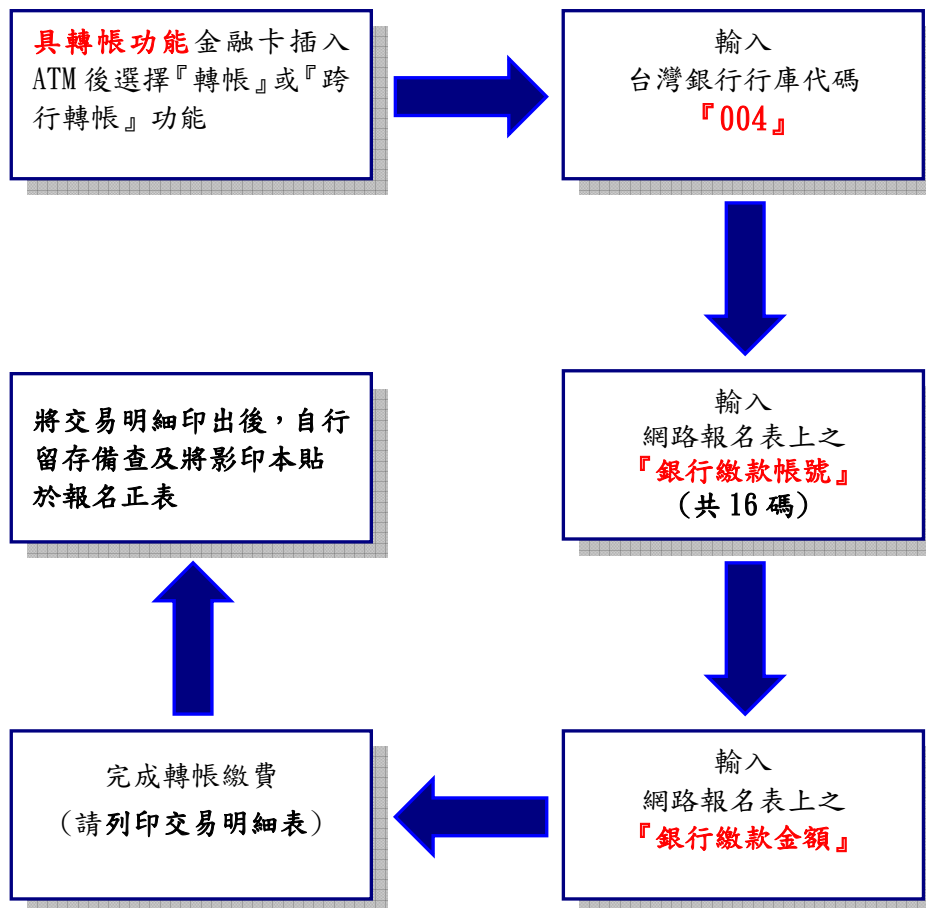 具轉帳功能金融卡插入
ATM後選擇『轉帳』或『跨
行轉帳』功能
輸入
台灣銀行行庫代碼
『004』
輸入
網路報名表上之
『銀行繳款帳號』
(共16碼)
輸入
網路報名表上之
『銀行繳款金額』
完成轉帳繳費
(請列印交易明細表)
將交易明細印出後，自行
留存備查及將影印本貼
於報名正表